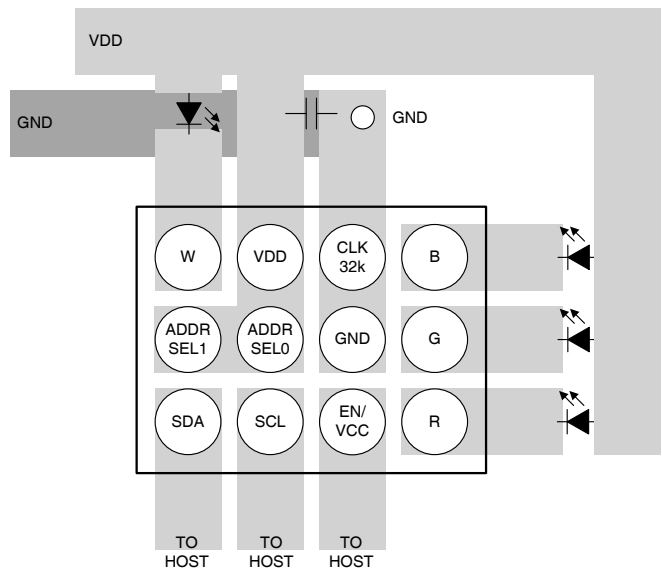 VDD
GND
GND
W
VDD
CLK
32k
B
ADDR
SEL1
ADDR
SEL0
GND
G
SDA
SCL
EN/
VCC
R
TO
HOST
TO
HOST
TO
HOST